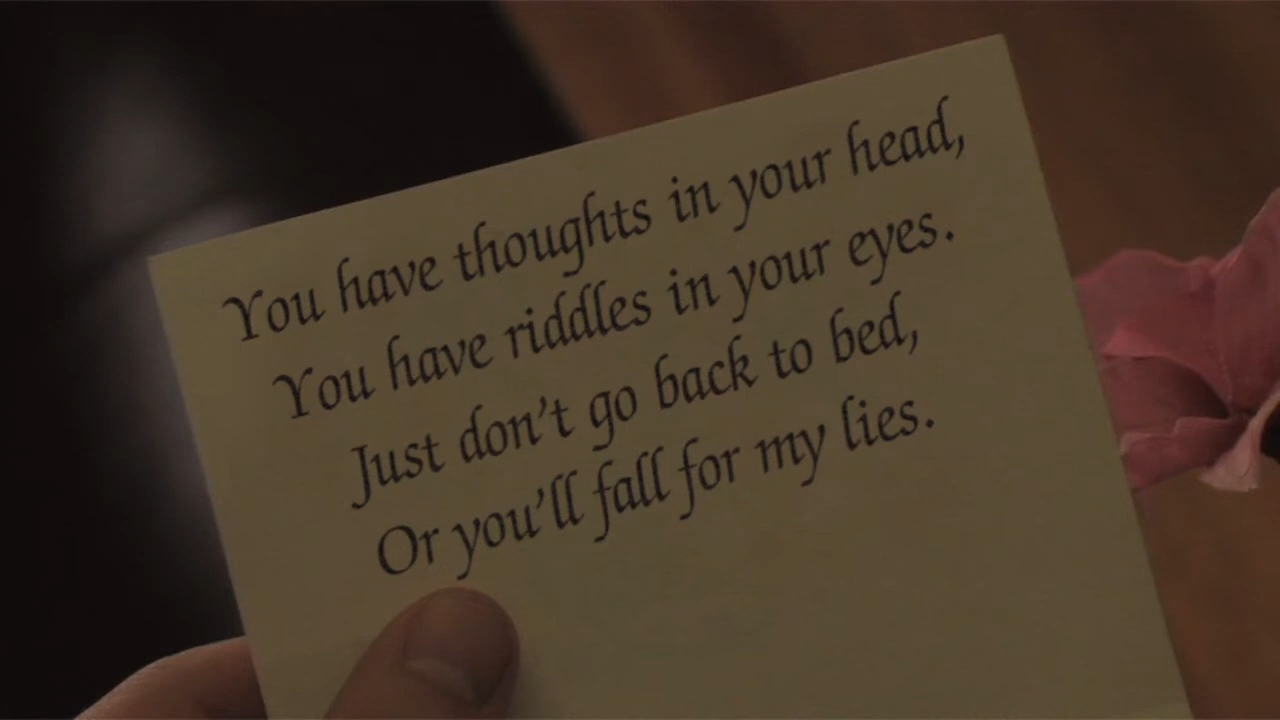 You have thoughts in your head,
You have riddles in your eyes.
Just don't go back to bed,
Or you'll fall for my lies.